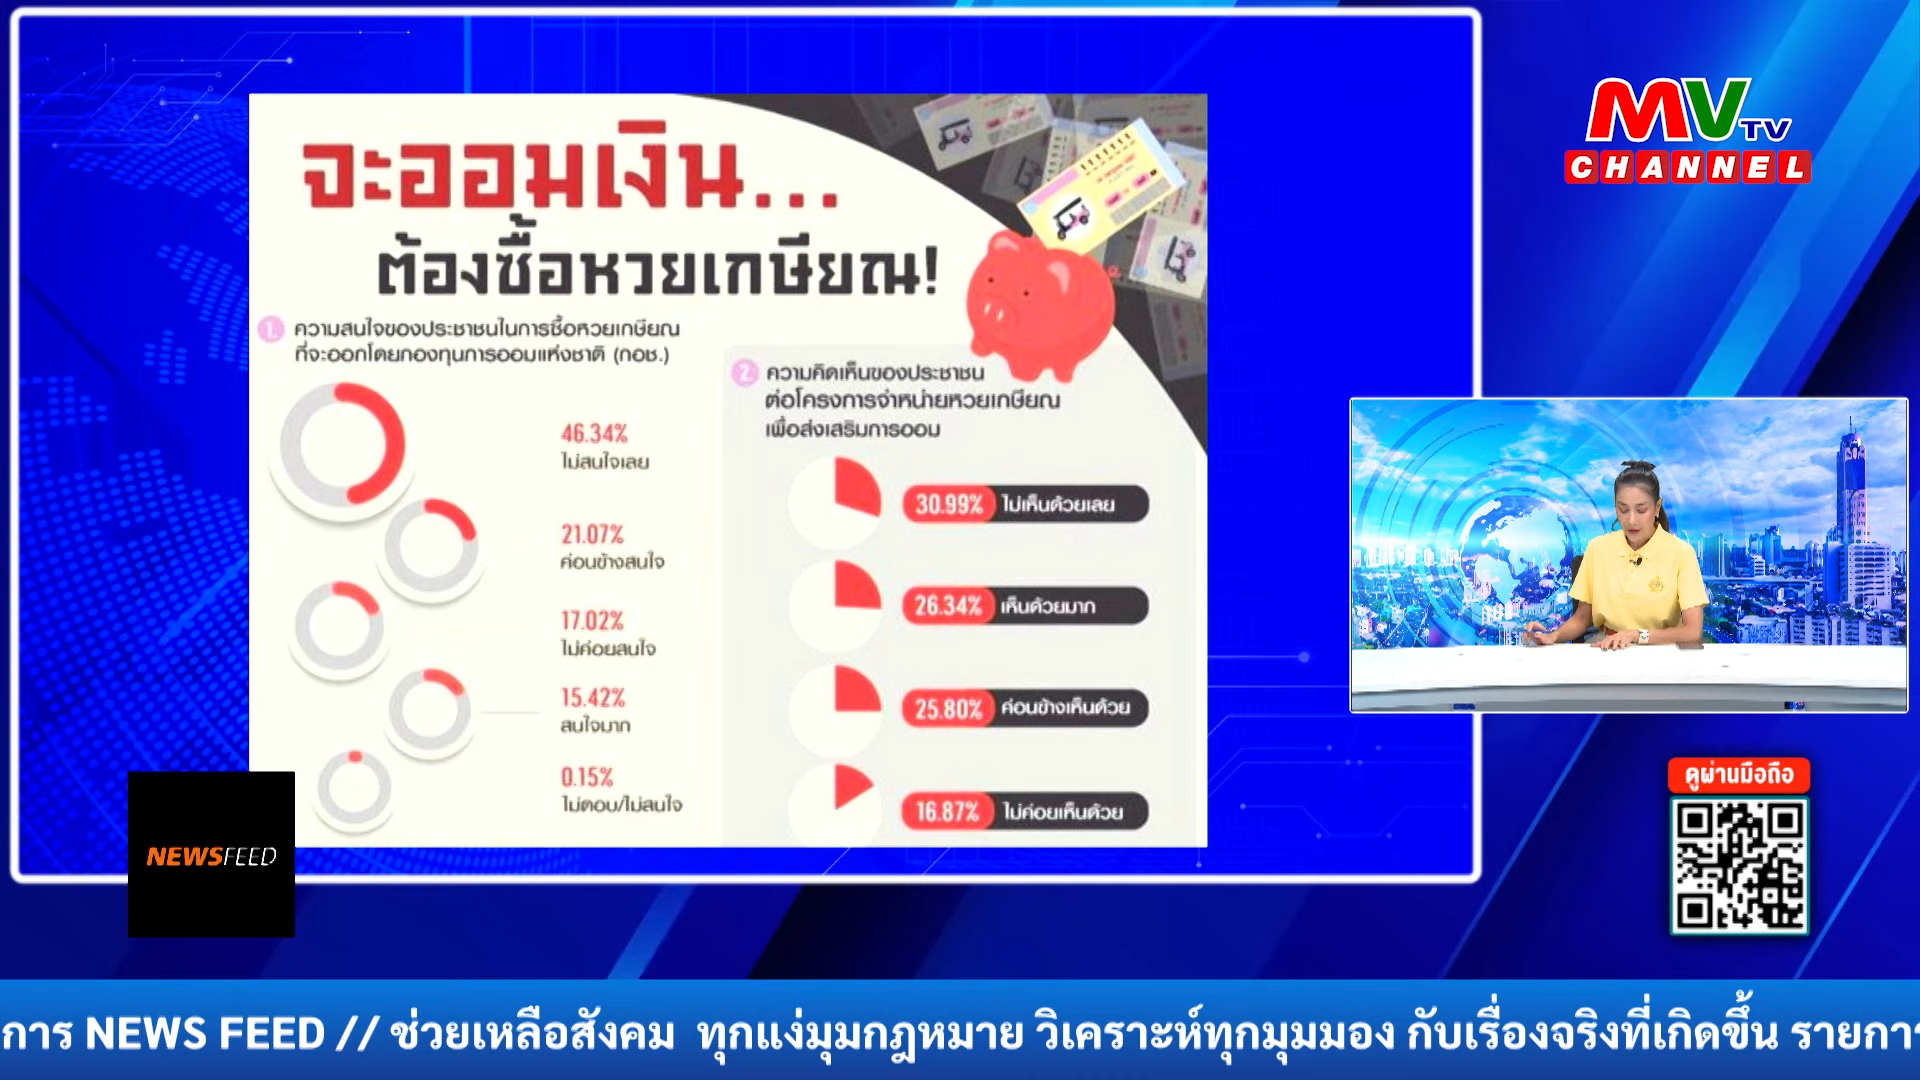 จะออมเงิน...
ต้องซื้อหวยเกษียณ!
1. ความสนใจของประชาชนในการซื้อหวยเกษียณ
ที่จะออกโดยกองทุนการออมแห่งชาติ (กอช.)
46.34%
ไม่สนใจเลย
21.07%
ค่อนข้างสนใจ
17.02%
ไม่ค่อยสนใจ
15.42%
สนใจมาก
0.15%
ไม่ตอบ/ไม่สนใจ
2. ความคิดเห็นของประชาชน
ต่อโครงการจำหน่ายหวยเกษียณ
เพื่อส่งเสริมการออม
30.99% ไม่เห็นด้วยเลย
26.34% เห็นด้วยมาก
25.80% ค่อนข้างเห็นด้วย
16.87% ไม่ค่อยเห็นด้วย
MVTV
CHANNEL
ดูผ่านมือถือ
NEWSFEED
การ NEWS FEED // ช่วยเหลือสังคม ทุกแง่มุมกฎหมาย วิเคราะห์ทุกมุมมอง กับเรื่องจริงที่เกิดขึ้น รายกา